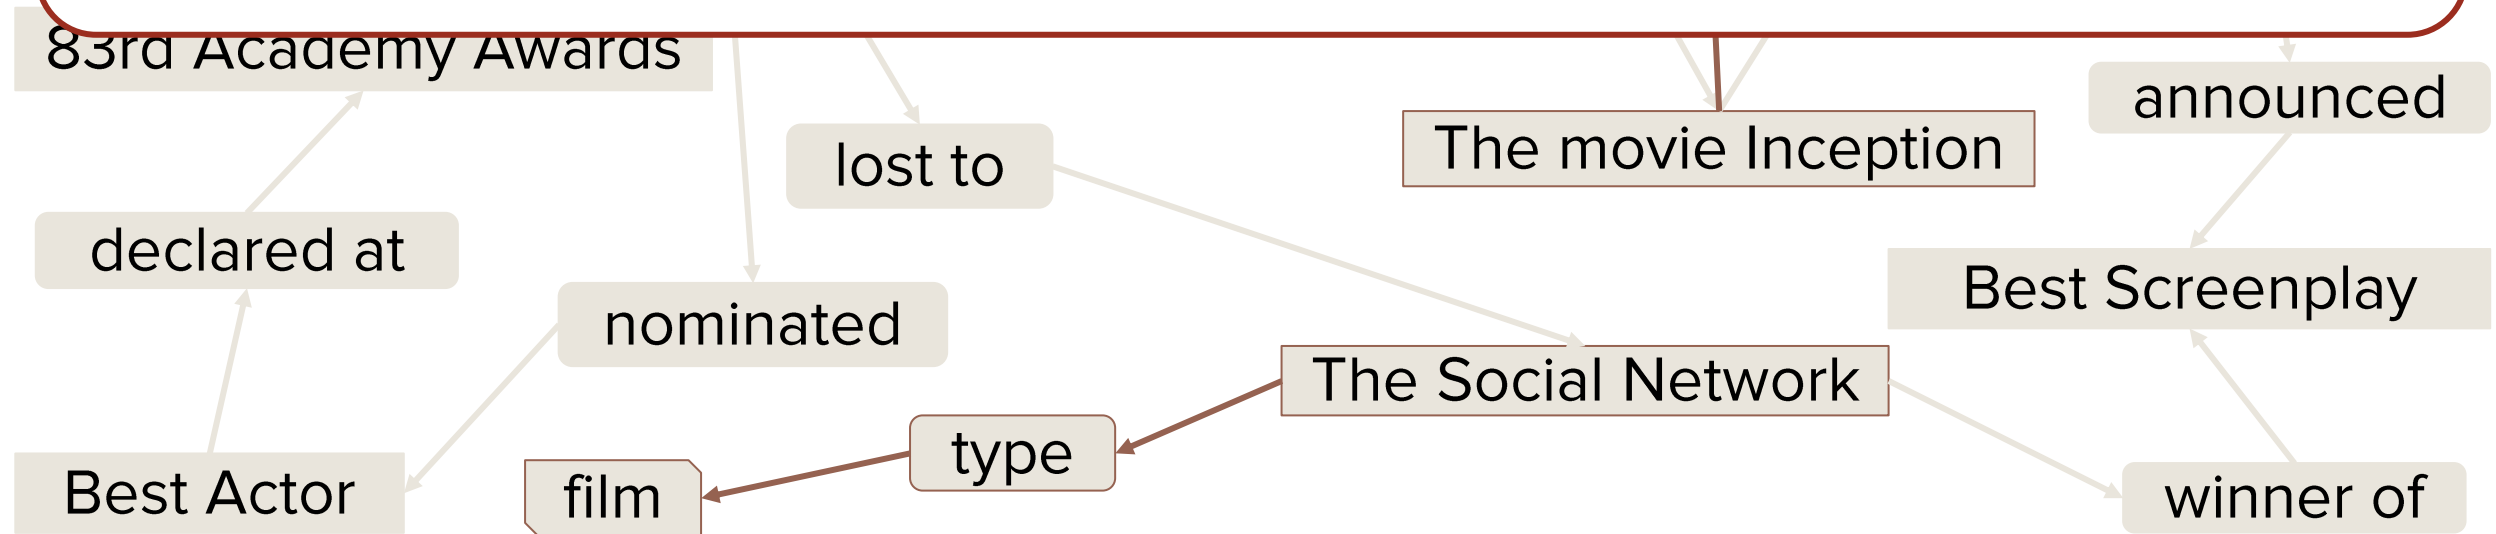 83rd Academy Awards
announced
The movie Inception
lost to
declared at
Best Screenplay
nominated
The Social Network
type
Best Actor
film
winner of